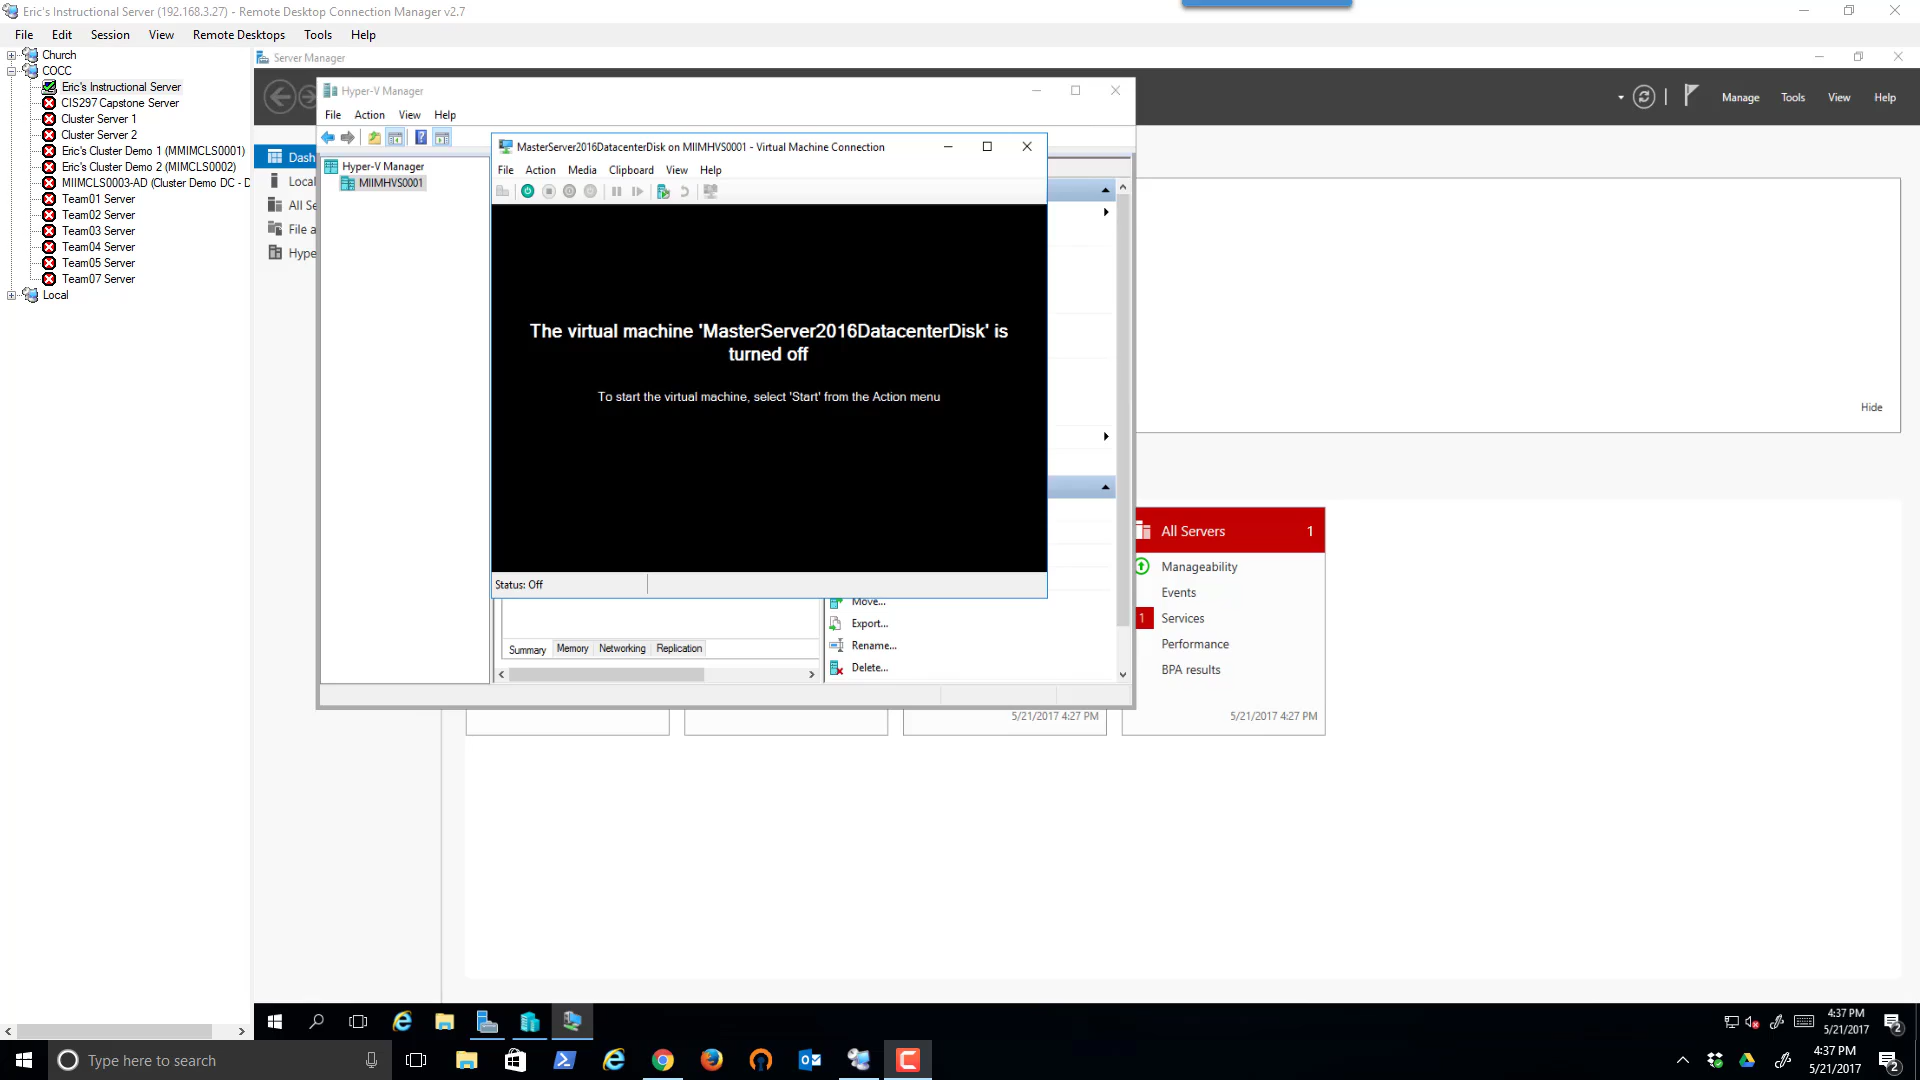 Eric's Instructional Server (192.168.3.27) - Remote Desktop Connection Manager v2.7
File Edit Session View Remote Desktops Tools Help
Church
COCC
Eric's Instructional Server
CIS297 Capstone Server
Cluster Server 1
Cluster Server 2
Eric's Cluster Demo 1 (MMIMCLS0001)
Eric's Cluster Demo 2 (MIMCLS0002)
MIIMCLS0003-AD (Cluster Demo DC - D
Team01 Server
Team02 Server
Team03 Server
Team04 Server
Team05 Server
Team07 Server
Local
Server Manager
Manage Tools View Help
Dash
Local
All Se
File a
Hype
Hyper-V Manager
File Action View Help
Hyper-V Manager
MIIMHVS0001
MasterServer2016DatacenterDisk on MIIMHVS0001 - Virtual Machine Connection
File Action Media Clipboard View Help
The virtual machine 'MasterServer2016DatacenterDisk' is
turned off
To start the virtual machine, select 'Start' from the Action menu
Status: Off
Move...
Export...
Rename...
Delete...
Summary Memory Networking Replication
Hide
All Servers 1
Manageability
Events
1 Services
Performance
BPA results
5/21/2017 4:27 PM
5/21/2017 4:27 PM
4:37 PM
5/21/2017
2
Type here to search
4:37 PM
5/21/2017
2